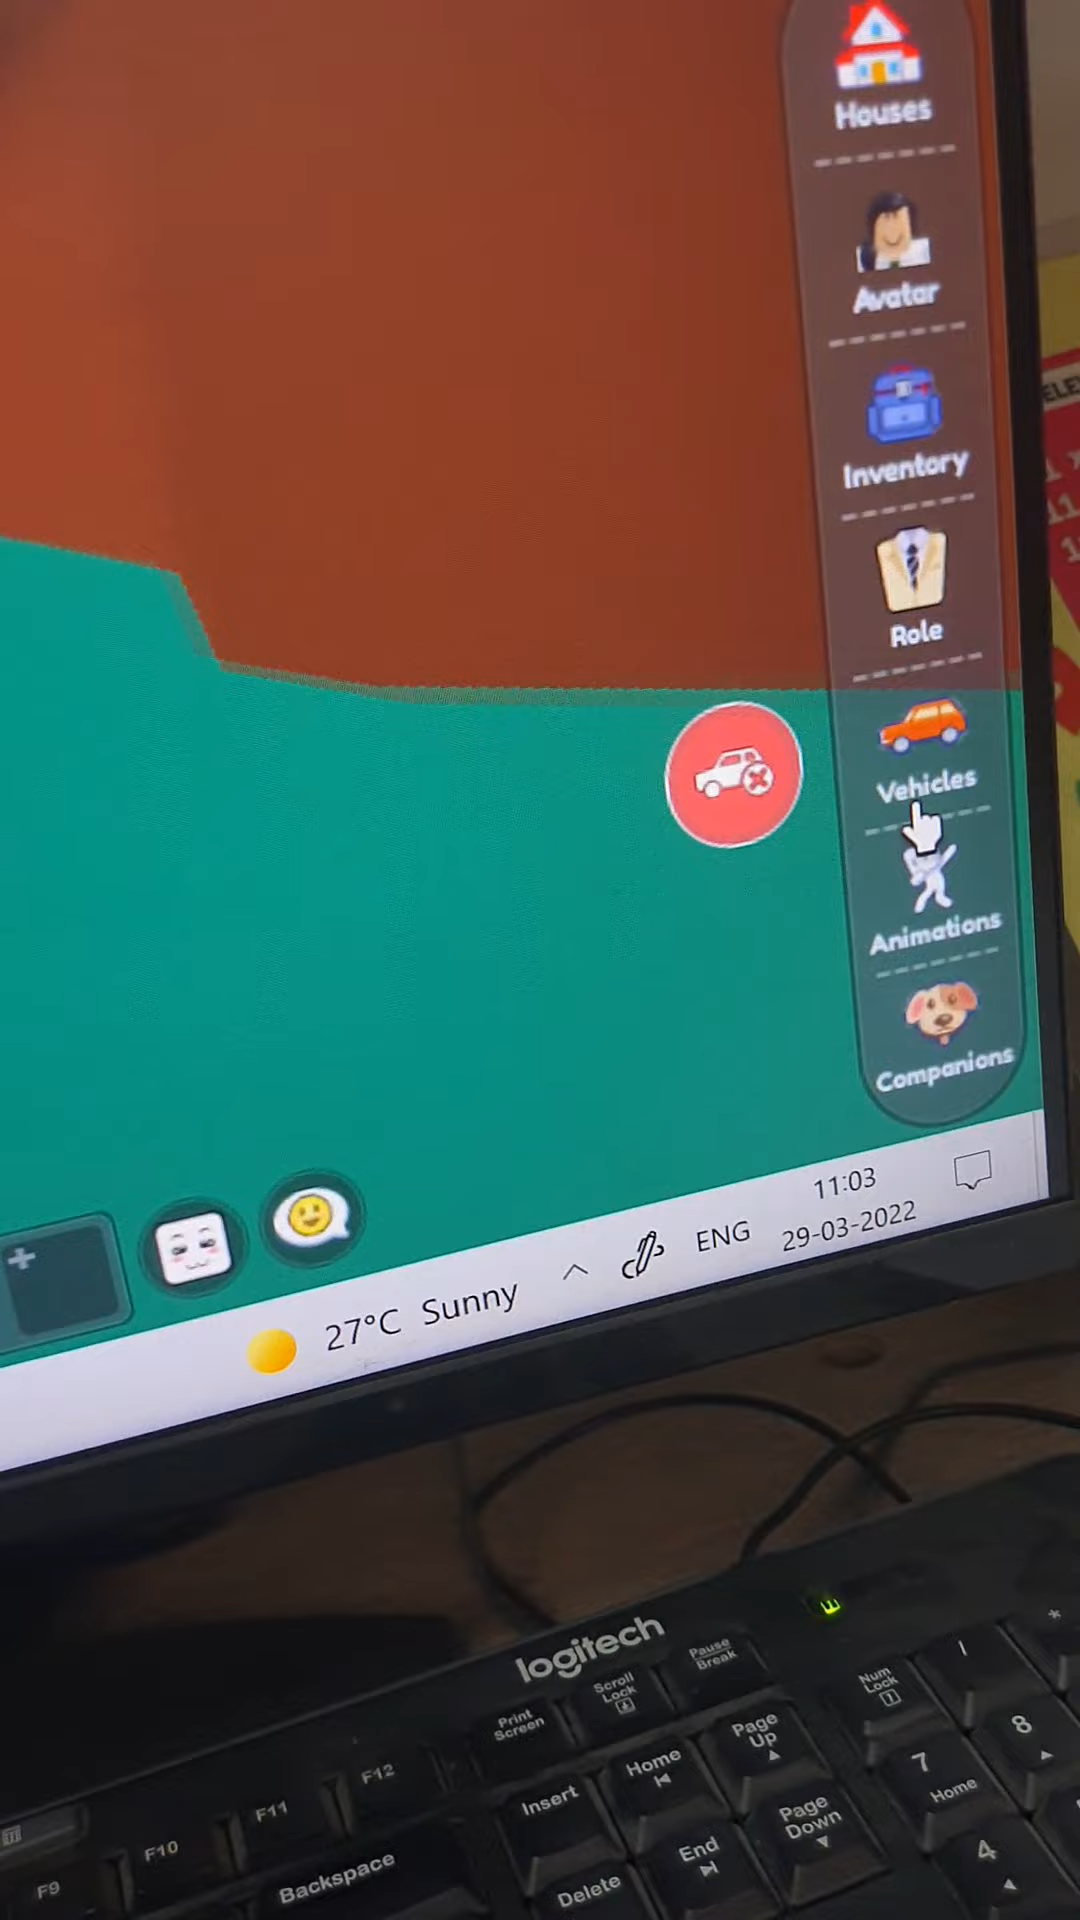 Houses
Avatar
Inventory
Role
Vehicles
Animations
Companions
27°C Sunny
ENG
11:03
29-03-2022
logitech
Pause
Break
Scroll
Lock
Print
Screen
Num
Lock
F12
F11
F10
F9
Insert
Home
Page
Up
7
Home
8
Backspace
Delete
End
Page
Down
4